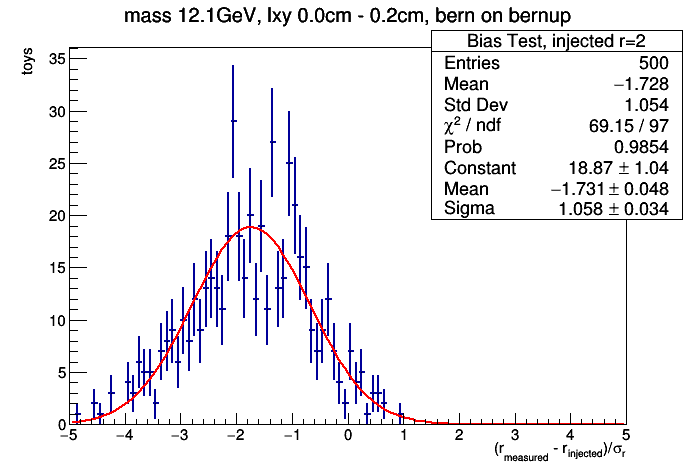 mass 12.1GeV, lxy 0.0cm - 0.2cm, bern on bernup
Bias Test, injected r=2
Entries 500
Mean −1.728
Std Dev 1.054
χ² / ndf 69.15 / 97
Prob 0.9854
Constant 18.87 ± 1.04
Mean −1.731 ± 0.048
Sigma 1.058 ± 0.034
toys
35
30
25
20
15
10
5
0
−5 −4 −3 −2 −1 0 1 2 3 4 5
(r_measured - r_injected)/σ_r